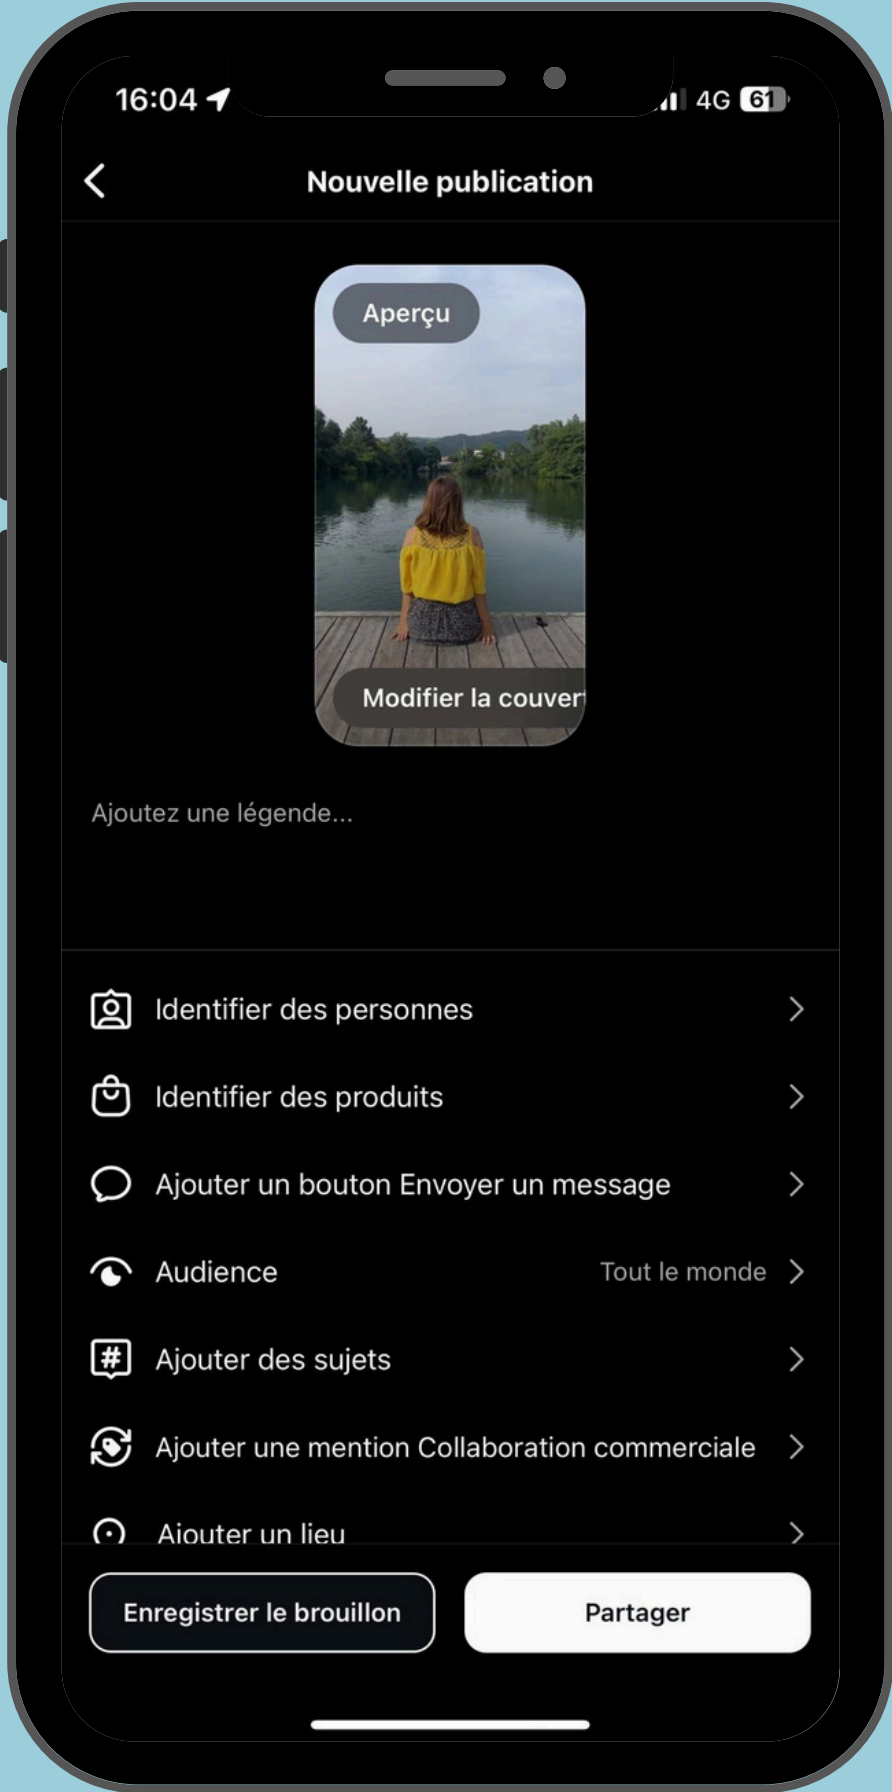 16:04
4G 61
Nouvelle publication
Aperçu
Modifier la couvert
Ajoutez une légende...
Identifier des personnes
Identifier des produits
Ajouter un bouton Envoyer un message
Audience Tout le monde
#
Ajouter des sujets
Ajouter une mention Collaboration commerciale
Ajouter un lieu
Enregistrer le brouillon
Partager